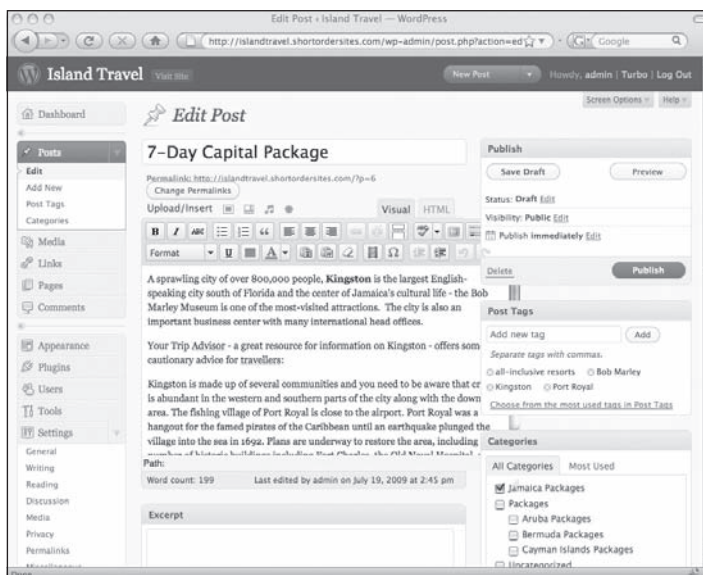 Edit Post ‹ Island Travel — WordPress
http://islandtravel.shortordersites.com/wp-admin/post.php?action=ed
Google
Island Travel
Visit Site
New Post
Howdy, admin | Turbo | Log Out
Screen Options
Help
Dashboard
Posts
Edit
Add New
Post Tags
Categories
Media
Links
Pages
Comments
Appearance
Plugins
Users
Tools
Settings
General
Writing
Reading
Discussion
Media
Privacy
Permalinks
Miscellaneous
Edit Post
7-Day Capital Package
Permalink: http://islandtravel.shortordersites.com/?p=6
Change Permalinks
Upload/Insert
Visual
HTML
B I ABC
Format
U A Ω
A sprawling city of over 800,000 people, Kingston is the largest English-
speaking city south of Florida and the center of Jamaica's cultural life - the Bob
Marley Museum is one of the most-visited attractions. The city is also an
important business center with many international head offices.
Your Trip Advisor - a great resource for information on Kingston - offers som
cautionary advice for travellers:
Kingston is made up of several communities and you need to be aware that cr
is abundant in the western and southern parts of the city along with the down
area. The fishing village of Port Royal is close to the airport. Port Royal was a
hangout for the famed pirates of the Caribbean until an earthquake plunged the
village into the sea in 1692. Plans are underway to restore the area, including
number of historic buildings including Fort Charles, the Old Naval Hospital,
Path:
Word count: 199
Last edited by admin on July 19, 2009 at 2:45 pm
Excerpt
Publish
Save Draft
Preview
Status: Draft Edit
Visibility: Public Edit
Publish immediately Edit
Delete
Publish
Post Tags
Add new tag
Add
Separate tags with commas.
all-inclusive resorts
Bob Marley
Kingston
Port Royal
Choose from the most used tags in Post Tags
Categories
All Categories
Most Used
Jamaica Packages
Packages
Aruba Packages
Bermuda Packages
Cayman Islands Packages
Uncategorized
Done